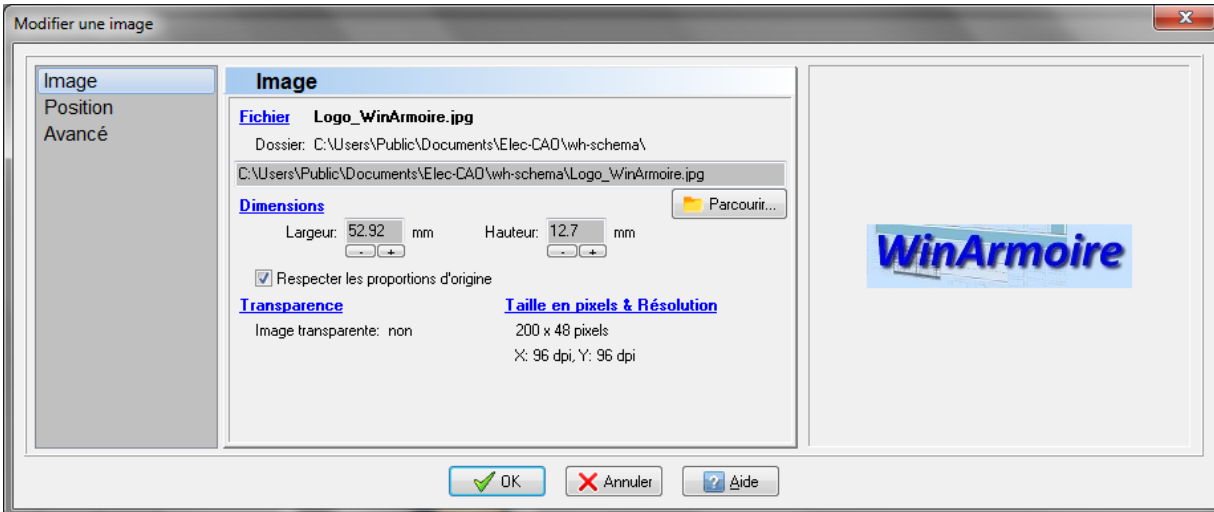 Modifier une image
Image
Position
Avancé
Image
Fichier Logo_WinArmoire.jpg
Dossier: C:\Users\Public\Documents\Elec-CAO\wh-schema\
C:\Users\Public\Documents\Elec-CAO\wh-schema\Logo_WinArmoire.jpg
Parcourir...
Dimensions
Largeur: 52.92 mm Hauteur: 12.7 mm
- + - +
Respecter les proportions d'origine
Transparence
Image transparente: non
Taille en pixels & Résolution
200 x 48 pixels
X: 96 dpi, Y: 96 dpi
WinArmoire
OK Annuler Aide